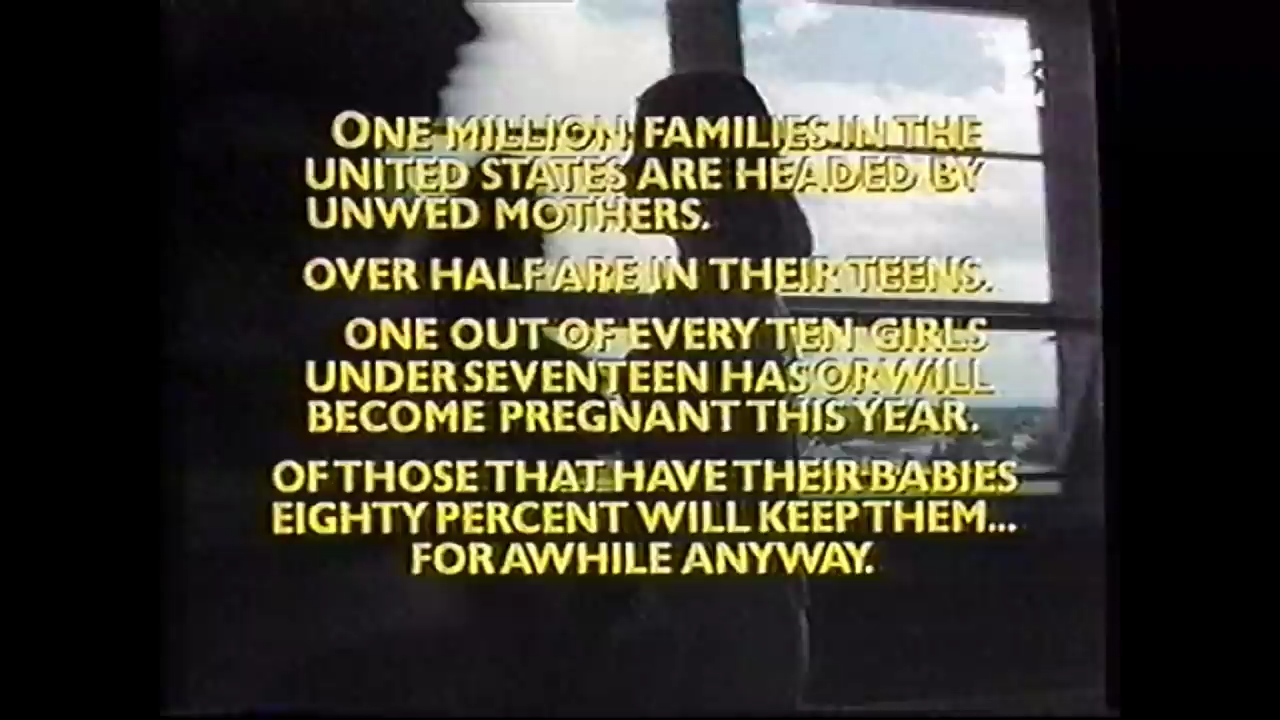 ONE MILLION FAMILIES IN THE
UNITED STATES ARE HEADED BY
UNWED MOTHERS.
OVER HALF ARE IN THEIR TEENS.
ONE OUT OF EVERY TEN GIRLS
UNDER SEVENTEEN HAS OR WILL
BECOME PREGNANT THIS YEAR.
OF THOSE THAT HAVE THEIR BABIES
EIGHTY PERCENT WILL KEEP THEM...
FOR AWHILE ANYWAY.